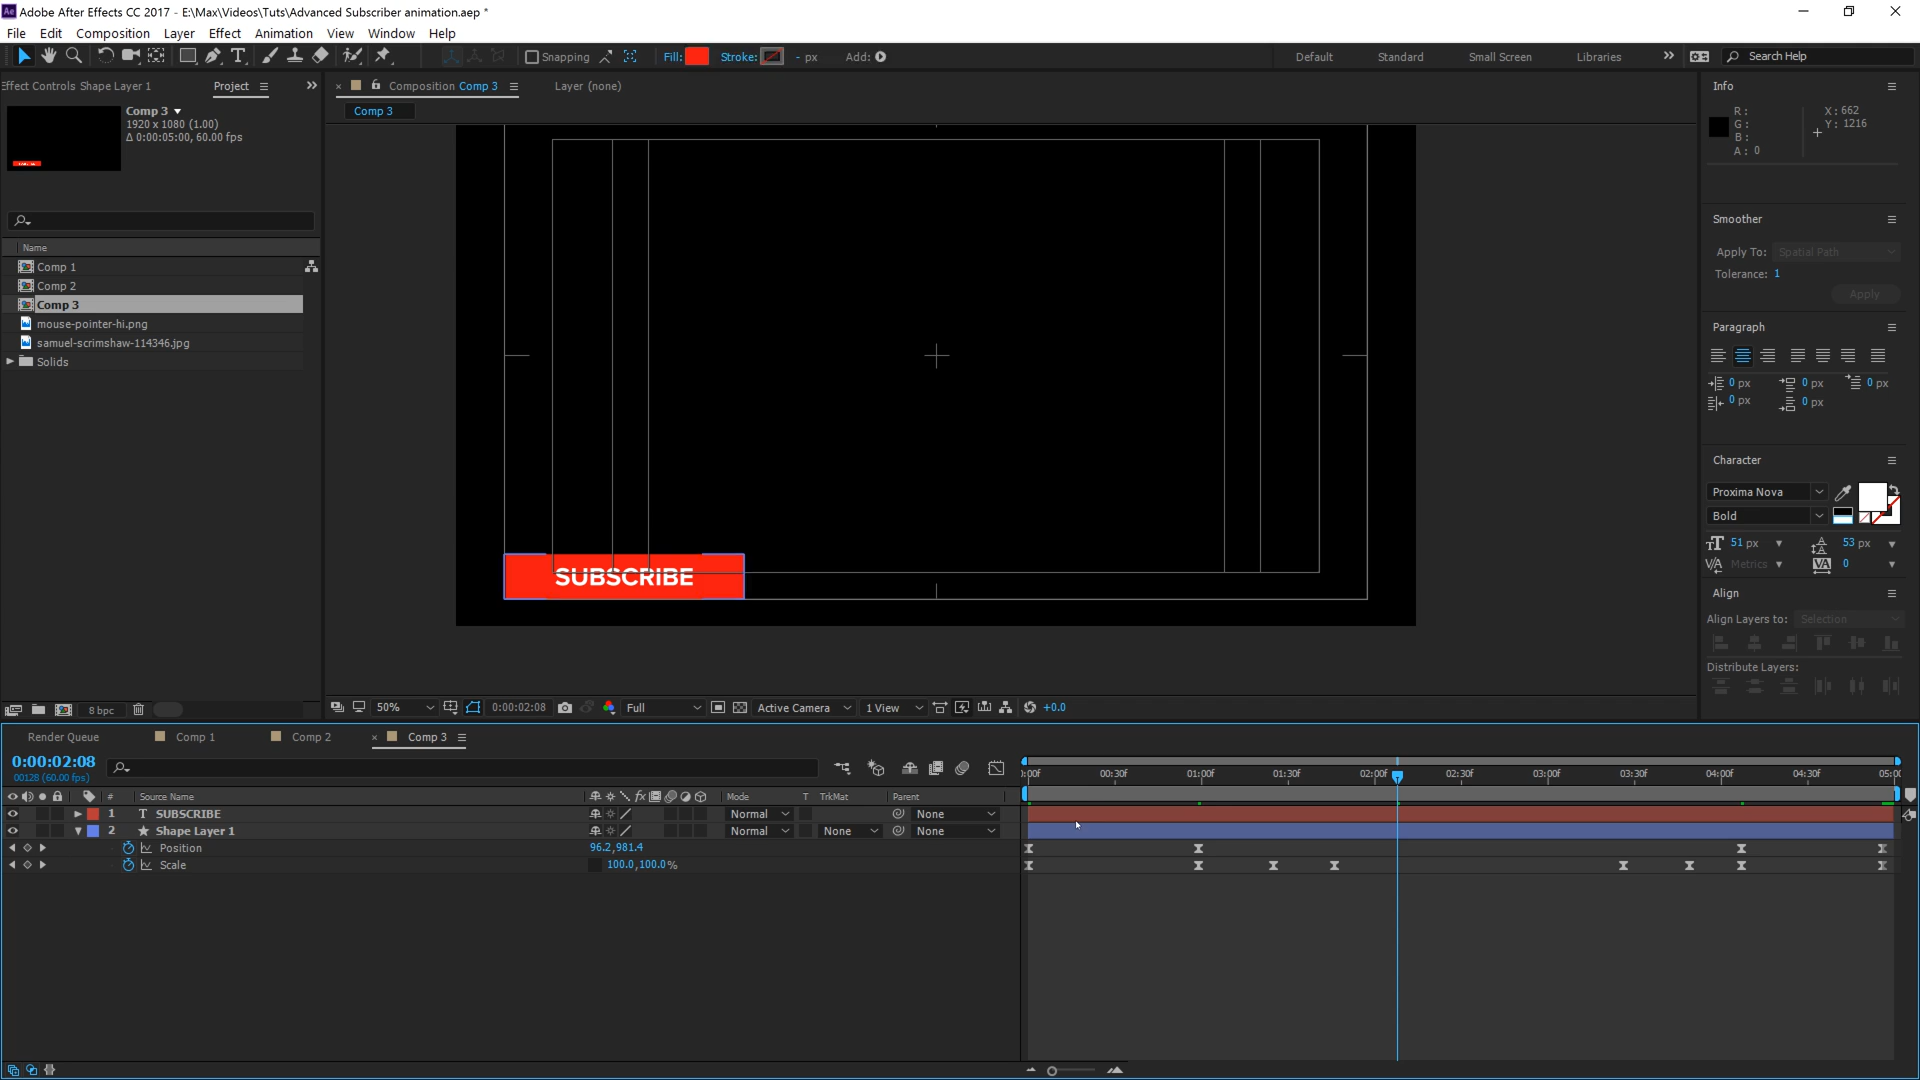 Adobe After Effects CC 2017 - E:\Max\Videos\Tuts\Advanced Subscriber animation.aep *
File Edit Composition Layer Effect Animation View Window Help
Snapping Fill: Stroke: - px Add: Default Standard Small Screen Libraries Search Help
Effect Controls Shape Layer 1 Project
Composition Comp 3 Layer (none)
Comp 3
Comp 3
1920 x 1080 (1.00)
Δ 0:00:05:00, 60.00 fps
Name
Comp 1
Comp 2
Comp 3
mouse-pointer-hi.png
samuel-scrimshaw-114346.jpg
Solids
8 bpc
SUBSCRIBE
50% 0:00:02:08 Full Active Camera 1 View +0.0
Info
R: X: 662
G: Y: 1216
B:
A: 0
Smoother
Apply To: Spatial Path
Tolerance: 1
Apply
Paragraph
0 px 0 px 0 px
0 px 0 px
Character
Proxima Nova
Bold
51 px 53 px
Metrics 0
Align
Align Layers to: Selection
Distribute Layers:
Render Queue Comp 1 Comp 2 Comp 3
0:00:02:08
00128 (60.00 fps)
0:00f 00:30f 01:00f 01:30f 02:00f 02:30f 03:00f 03:30f 04:00f 04:30f 05:00
# Source Name fx Mode T TrkMat Parent
1 T SUBSCRIBE Normal None
2 Shape Layer 1 Normal None None
Position 96.2,981.4
Scale 100.0,100.0%